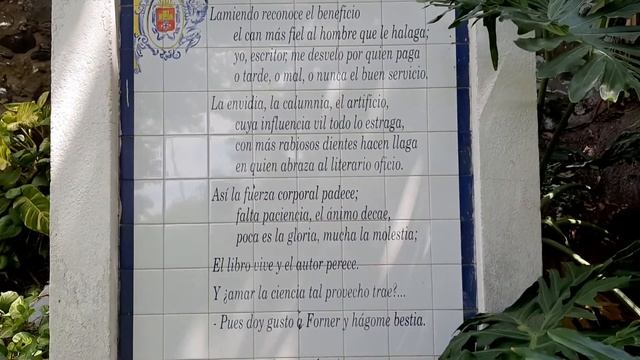 Lamiendo reconoce el beneficio
el can más fiel al hombre que le halaga;
yo, escritor, me desvelo por quien paga
o tarde, o mal, o nunca el buen servicio.
La envidia, la calumnia, el artificio,
cuya influencia vil todo lo estraga,
con más rabiosos dientes hacen llaga
en quien abraza al literario oficio.
Así la fuerza corporal padece;
falta paciencia, el ánimo decae,
poca es la gloria, mucha la molestia;
El libro vive y el autor perece.
Y ¿amar la ciencia tal provecho trae?...
- Pues doy gusto a Forner y hágome bestia.